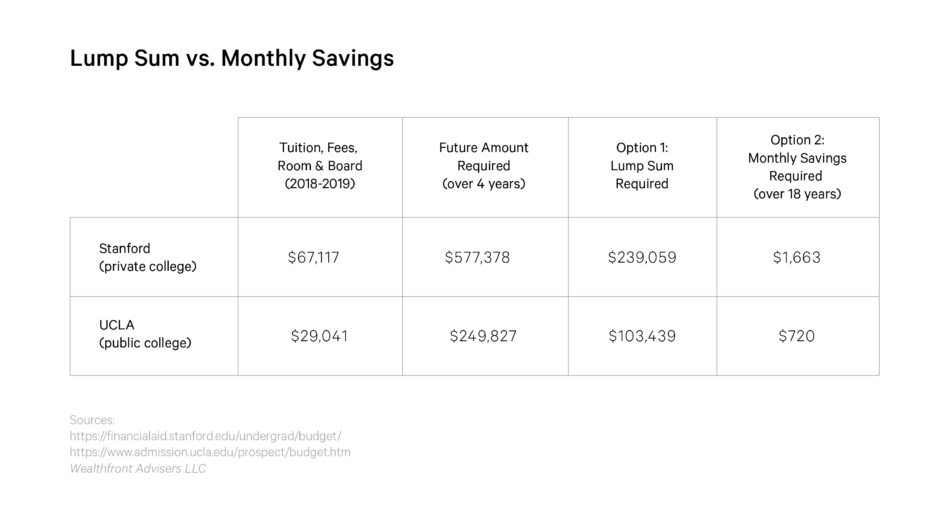 Lump Sum vs. Monthly Savings
Tuition, Fees,
Room & Board
(2018-2019)
Future Amount
Required
(over 4 years)
Option 1:
Lump Sum
Required
Option 2:
Monthly Savings
Required
(over 18 years)
Stanford
(private college)
$67,117
$577,378
$239,059
$1,663
UCLA
(public college)
$29,041
$249,827
$103,439
$720
Sources:
https://financialaid.stanford.edu/undergrad/budget/
https://www.admission.ucla.edu/prospect/budget.htm
Wealthfront Advisers LLC